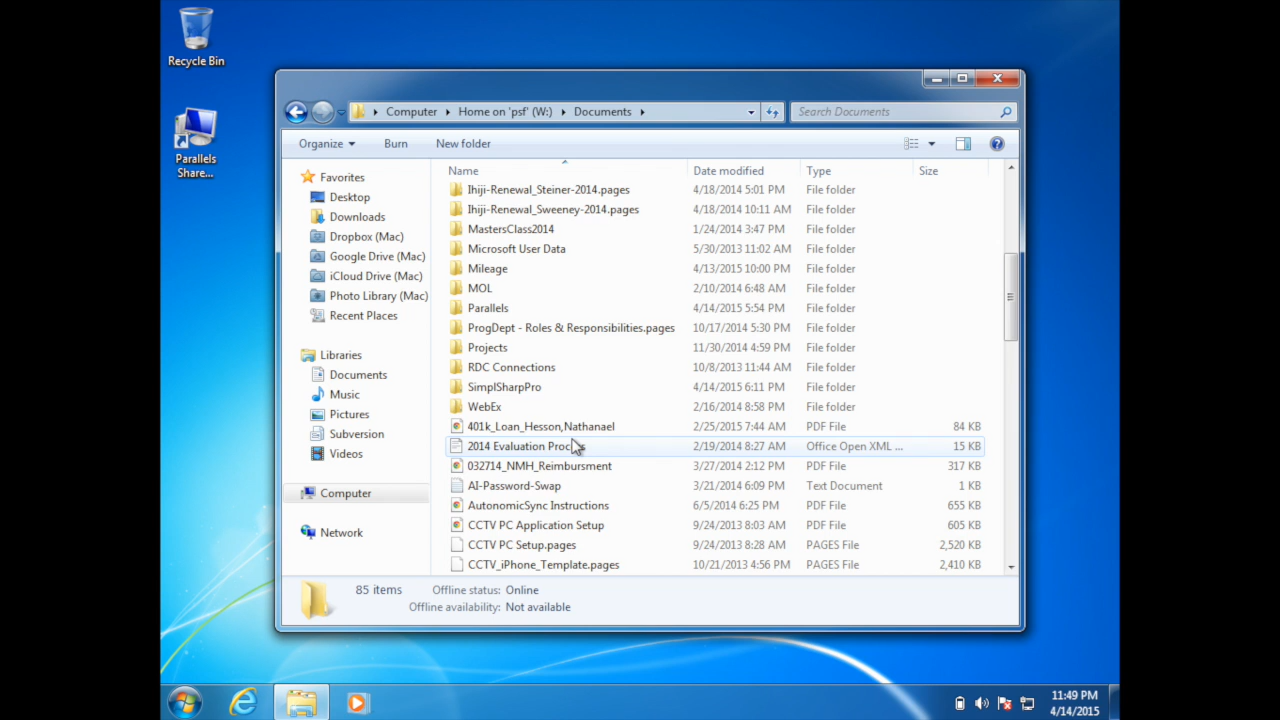 Recycle Bin
Parallels
Share...
Computer
Home on 'psf' (W:)
Documents
Search Documents
Organize
Burn
New folder
Favorites
Desktop
Downloads
Dropbox (Mac)
Google Drive (Mac)
iCloud Drive (Mac)
Photo Library (Mac)
Recent Places
Libraries
Documents
Music
Pictures
Subversion
Videos
Computer
Network
Name Date modified Type Size
Ihiji-Renewal_Steiner-2014.pages 4/18/2014 5:01 PM File folder
Ihiji-Renewal_Sweeney-2014.pages 4/18/2014 10:11 AM File folder
MastersClass2014 1/24/2014 3:47 PM File folder
Microsoft User Data 5/30/2013 11:02 AM File folder
Mileage 4/13/2015 10:00 PM File folder
MOL 2/10/2014 6:48 AM File folder
Parallels 4/14/2015 5:54 PM File folder
ProgDept - Roles & Responsibilities.pages 10/17/2014 5:30 PM File folder
Projects 11/30/2014 4:59 PM File folder
RDC Connections 10/8/2013 11:44 AM File folder
SimplSharpPro 4/14/2015 6:11 PM File folder
WebEx 2/16/2014 8:58 PM File folder
401k_Loan_Hesson,Nathanael 2/25/2015 7:44 AM PDF File 84 KB
2014 Evaluation 2/19/2014 8:27 AM Office Open XML ... 15 KB
032714_NMH_Reimbursment 3/27/2014 2:12 PM PDF File 317 KB
AI-Password-Swap 3/21/2014 6:09 PM Text Document 1 KB
AutonomicSync Instructions 6/5/2014 6:25 PM PDF File 655 KB
CCTV PC Application Setup 9/24/2013 8:03 AM PDF File 605 KB
CCTV PC Setup.pages 9/24/2013 8:28 AM PAGES File 2,520 KB
CCTV_iPhone_Template.pages 10/21/2013 4:56 PM PAGES File 2,410 KB
85 items
Offline status: Online
Offline availability: Not available
11:49 PM
4/14/2015